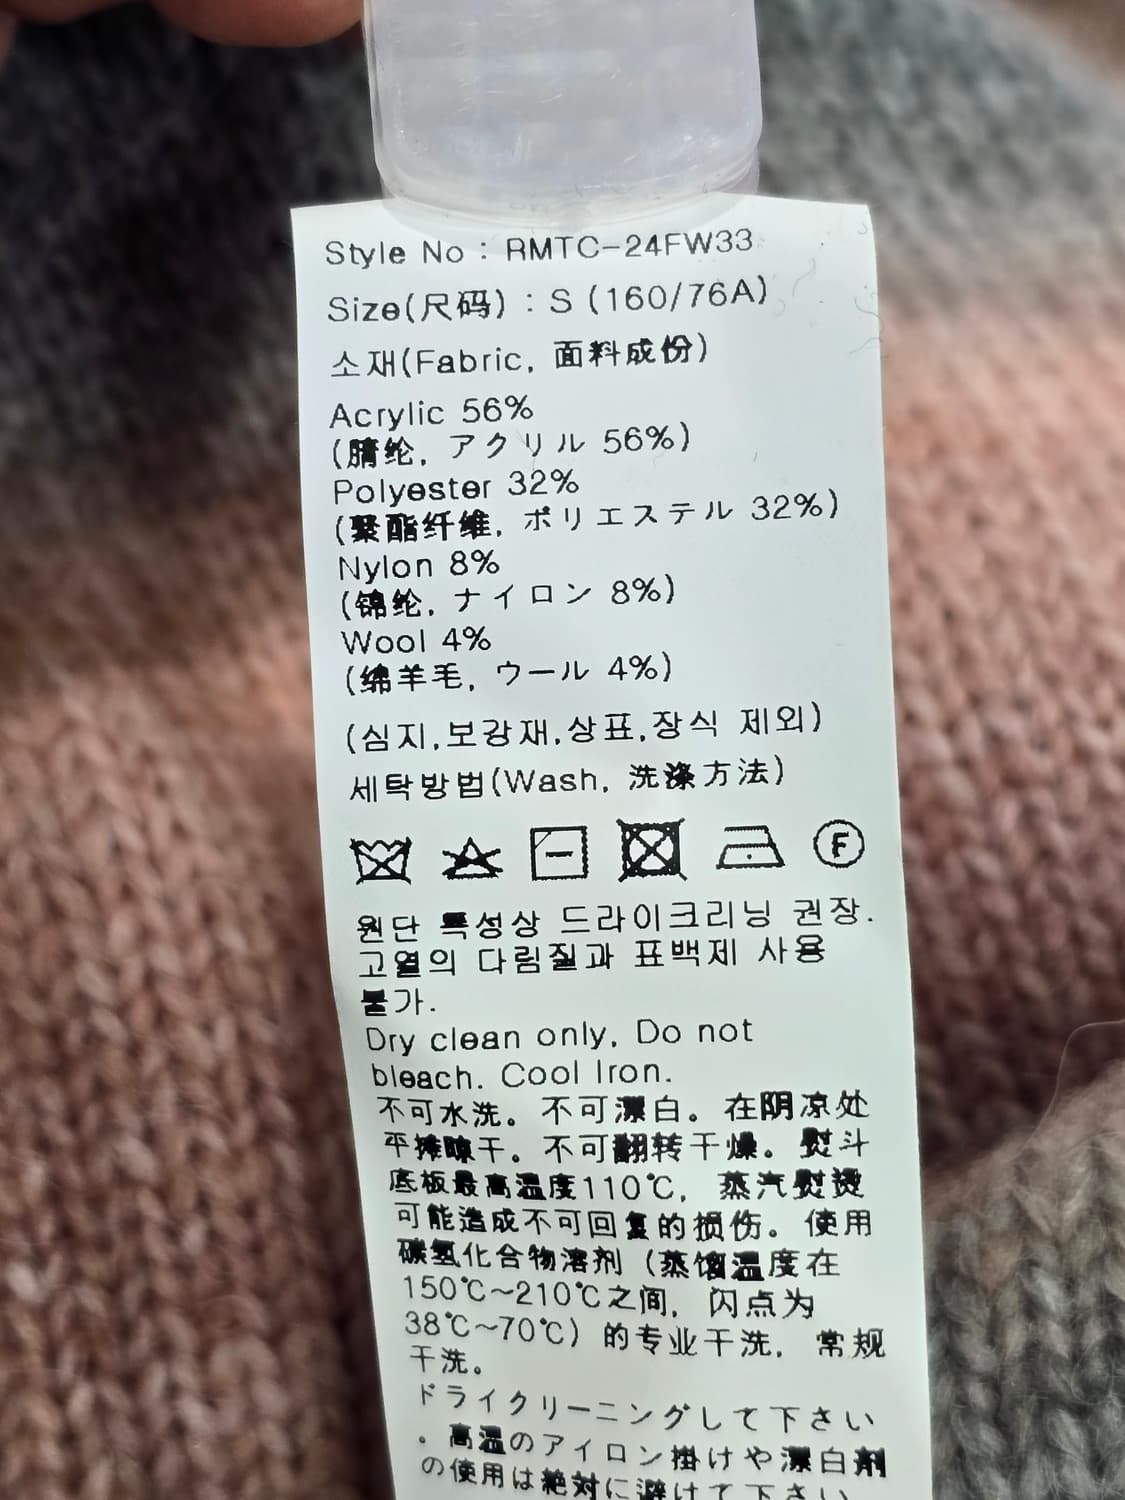 Style No : RMTC-24FW33
Size(尺码) : S (160/76A)
소재(Fabric, 面料成份)
Acrylic 56%
(腈纶, アクリル 56%)
Polyester 32%
(聚酯纤维, ポリエステル 32%)
Nylon 8%
(锦纶, ナイロン 8%)
Wool 4%
(绵羊毛, ウール 4%)
(심지,보강재,상표,장식 제외)
세탁방법(Wash, 洗涤方法)
F
원단 특성상 드라이크리닝 권장.
고열의 다림질과 표백제 사용
불가.
Dry clean only, Do not
bleach. Cool Iron.
不可水洗。不可漂白。在阴凉处
平摊晾干。不可翻转干燥。熨斗
底板最高温度110℃, 蒸汽熨烫
可能造成不可回复的损伤。使用
碳氢化合物溶剂（蒸馏温度在
150℃~210℃之间, 闪点为
38℃~70℃）的专业干洗, 常规
干洗。
ドライクリーニングして下さい
。高温のアイロン掛けや漂白剤
の使用は絶対に避けて下さい